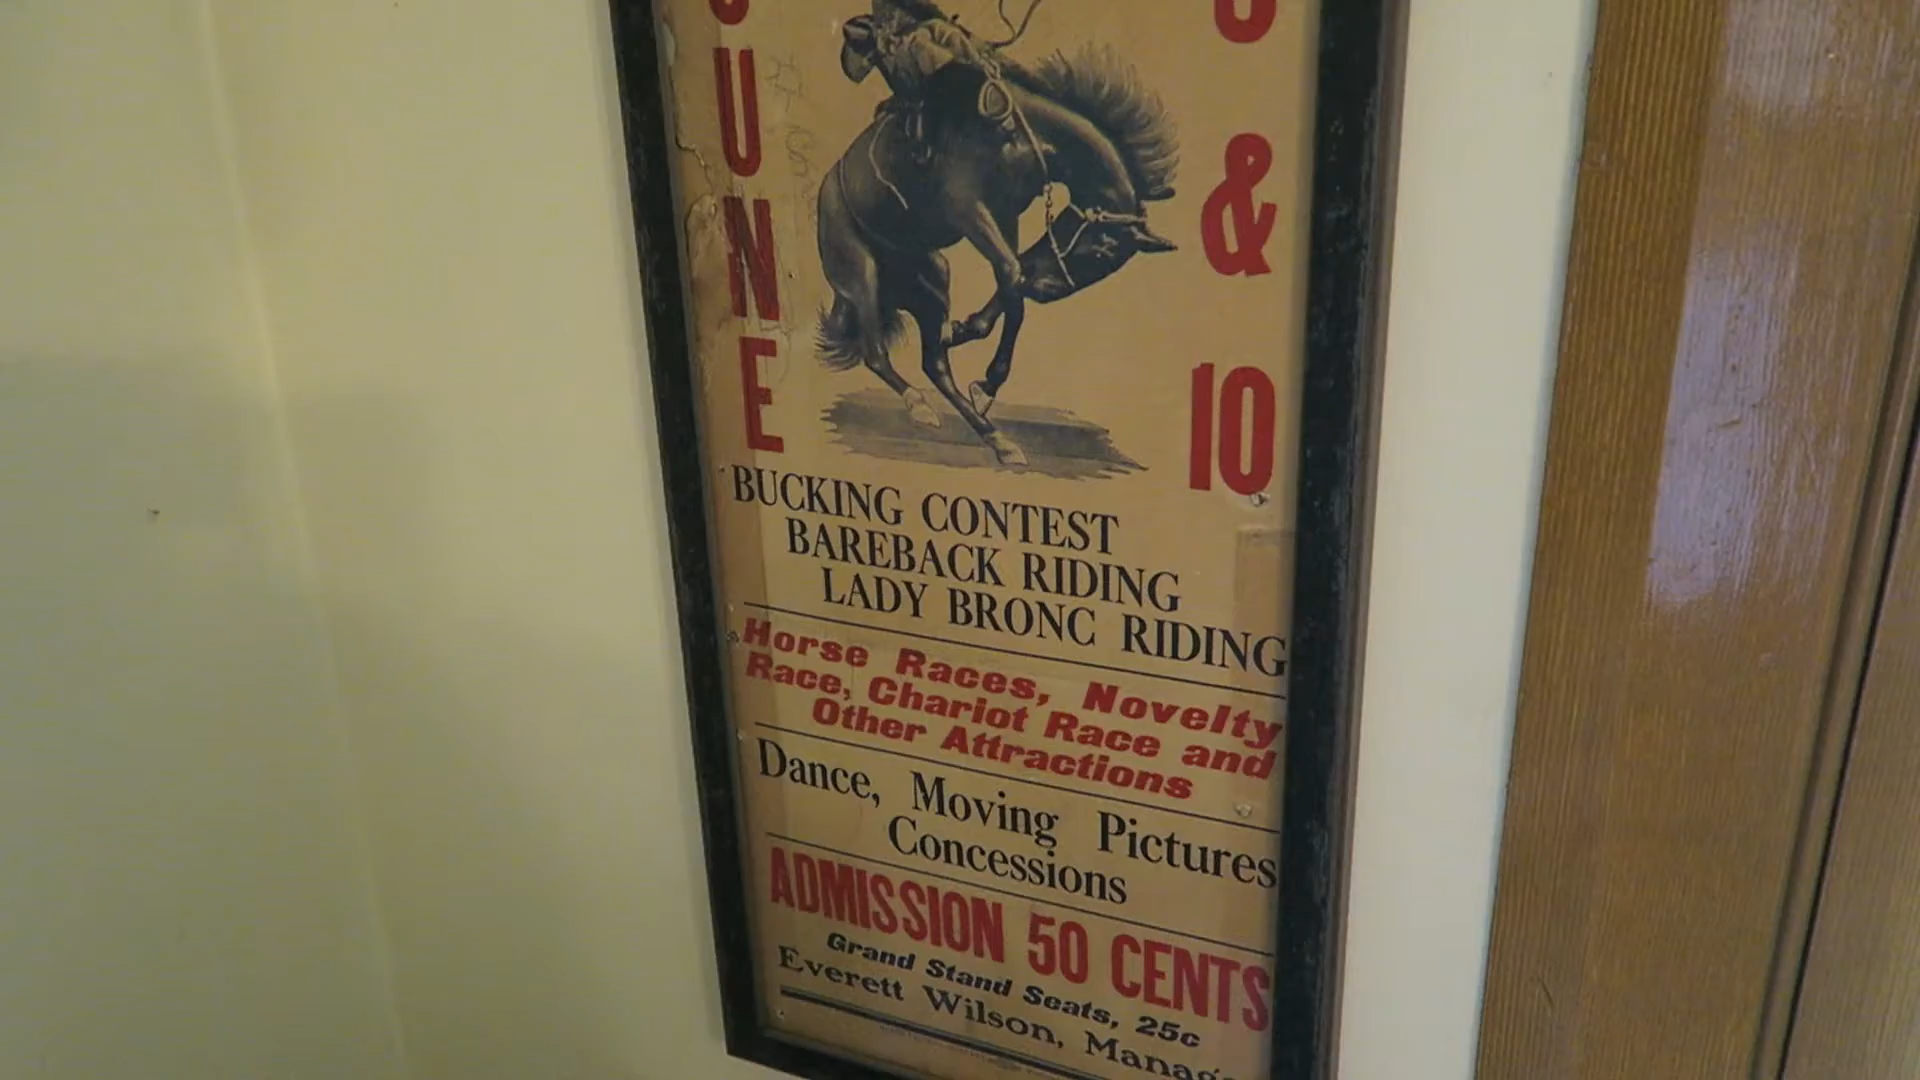 JUNE
& 10
BUCKING CONTEST
BAREBACK RIDING
LADY BRONC RIDING
Horse Races, Novelty
Race, Chariot Race and
Other Attractions
Dance, Moving Pictures
Concessions
ADMISSION 50 CENTS
Grand Stand Seats, 25c
Everett Wilson,